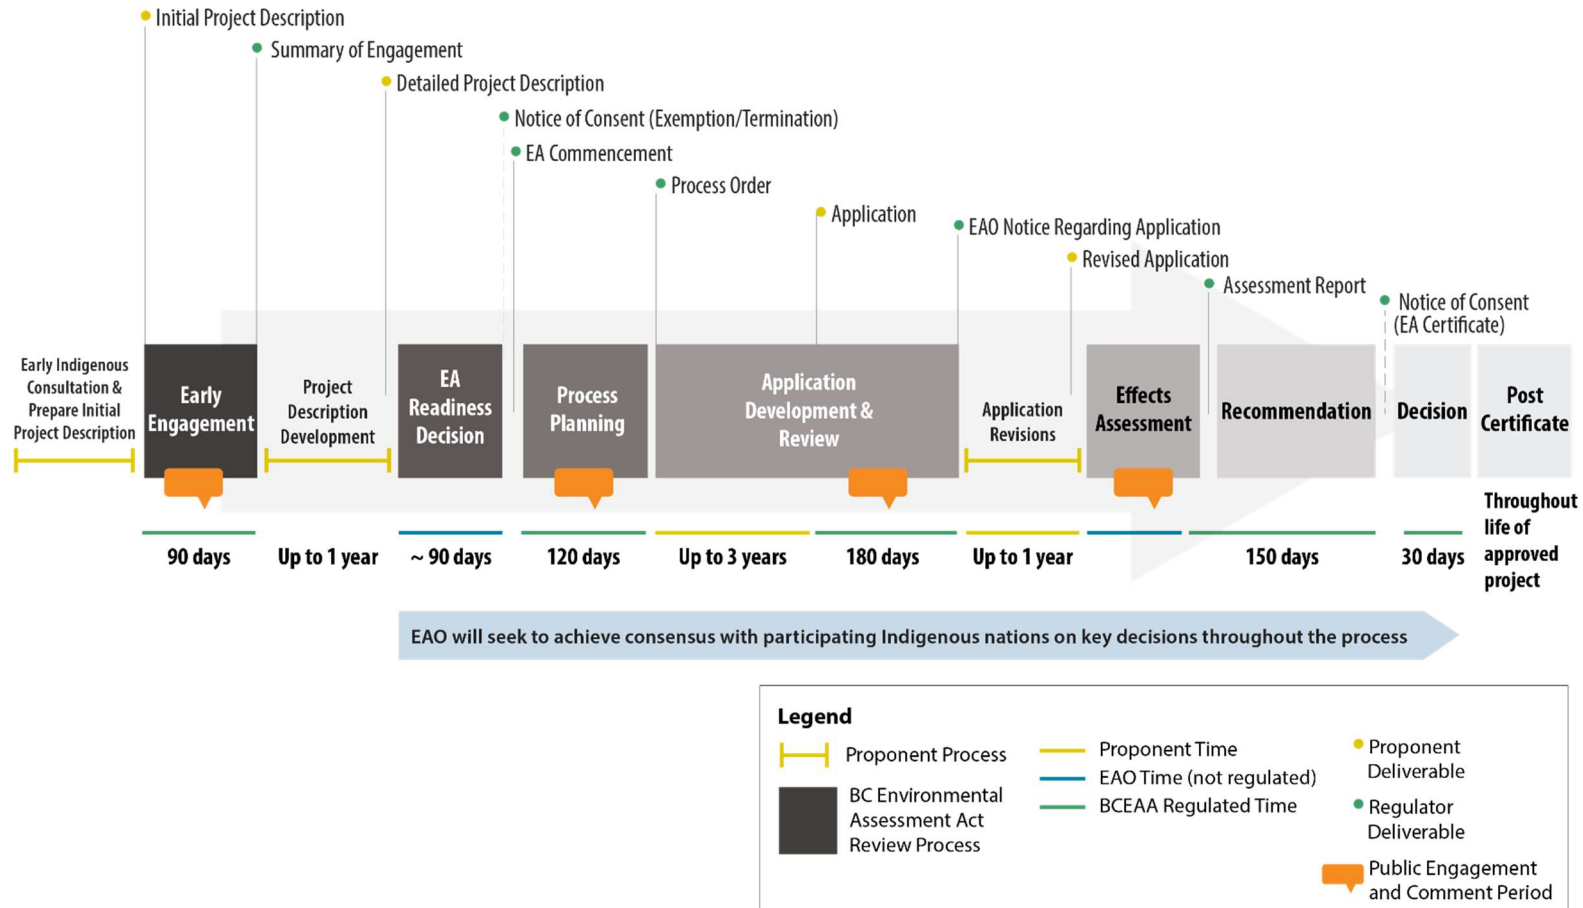 Initial Project Description
Summary of Engagement
Detailed Project Description
Notice of Consent (Exemption/Termination)
EA Commencement
Process Order
Application
EAO Notice Regarding Application
Revised Application
Assessment Report
Notice of Consent
(EA Certificate)
Early Indigenous
Consultation &
Prepare Initial
Project Description
Early
Engagement
Project
Description
Development
EA
Readiness
Decision
Process
Planning
Application
Development &
Review
Application
Revisions
Effects
Assessment
Recommendation
Decision
Post
Certificate
90 days
Up to 1 year
~ 90 days
120 days
Up to 3 years
180 days
Up to 1 year
150 days
30 days
Throughout
life of
approved
project
EAO will seek to achieve consensus with participating Indigenous nations on key decisions throughout the process
Legend
Proponent Process
BC Environmental
Assessment Act
Review Process
Proponent Time
EAO Time (not regulated)
BCEAA Regulated Time
Proponent
Deliverable
Regulator
Deliverable
Public Engagement
and Comment Period